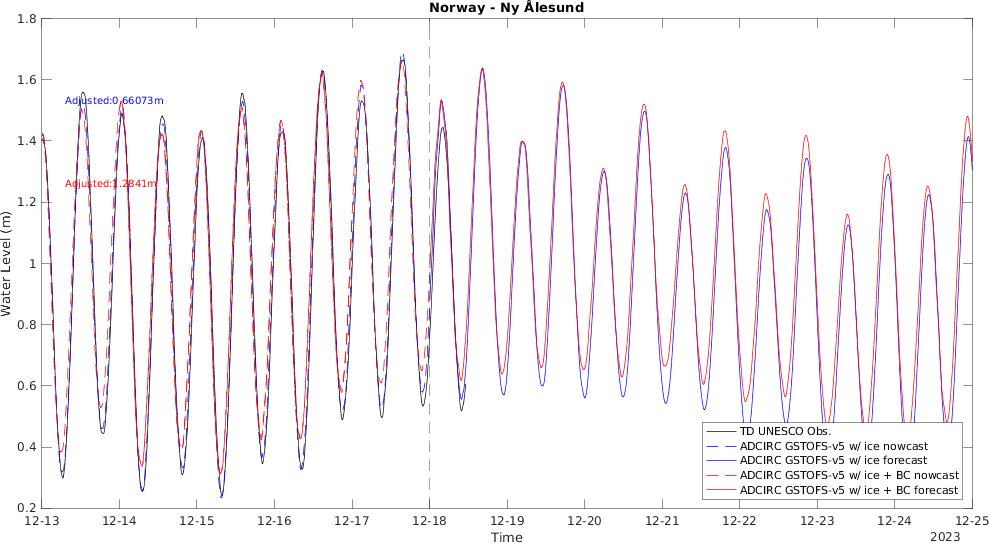 Norway - Ny Ålesund
1.8
1.6
1.4
1.2
1
0.8
0.6
0.4
0.2
Water Level (m)
Adjusted:0.66073m
Adjusted:1.2841m
TD UNESCO Obs.
ADCIRC GSTOFS-v5 w/ ice nowcast
ADCIRC GSTOFS-v5 w/ ice forecast
ADCIRC GSTOFS-v5 w/ ice + BC nowcast
ADCIRC GSTOFS-v5 w/ ice + BC forecast
12-13 12-14 12-15 12-16 12-17 12-18 12-19 12-20 12-21 12-22 12-23 12-24 12-25
Time
2023